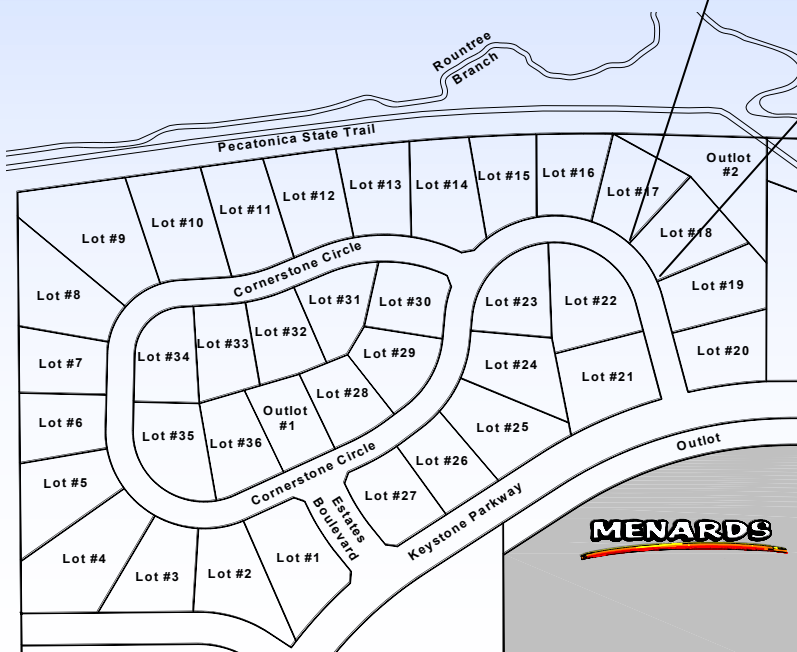 Rountree
Branch
Pecatonica State Trail
Outlot
#2
Lot #9
Lot #10
Lot #11
Lot #12
Lot #13
Lot #14
Lot #15
Lot #16
Lot #17
Lot #18
Lot #19
Lot #20
Lot #8
Lot #7
Lot #6
Lot #5
Lot #4
Lot #3
Lot #2
Lot #1
Cornerstone Circle
Lot #34
Lot #33
Lot #32
Lot #31
Lot #30
Lot #29
Lot #28
Outlot
#1
Lot #36
Lot #35
Lot #23
Lot #22
Lot #24
Lot #21
Lot #25
Lot #26
Lot #27
Cornerstone Circle
Estates
Boulevard
Keystone Parkway
Outlot
MENARDS